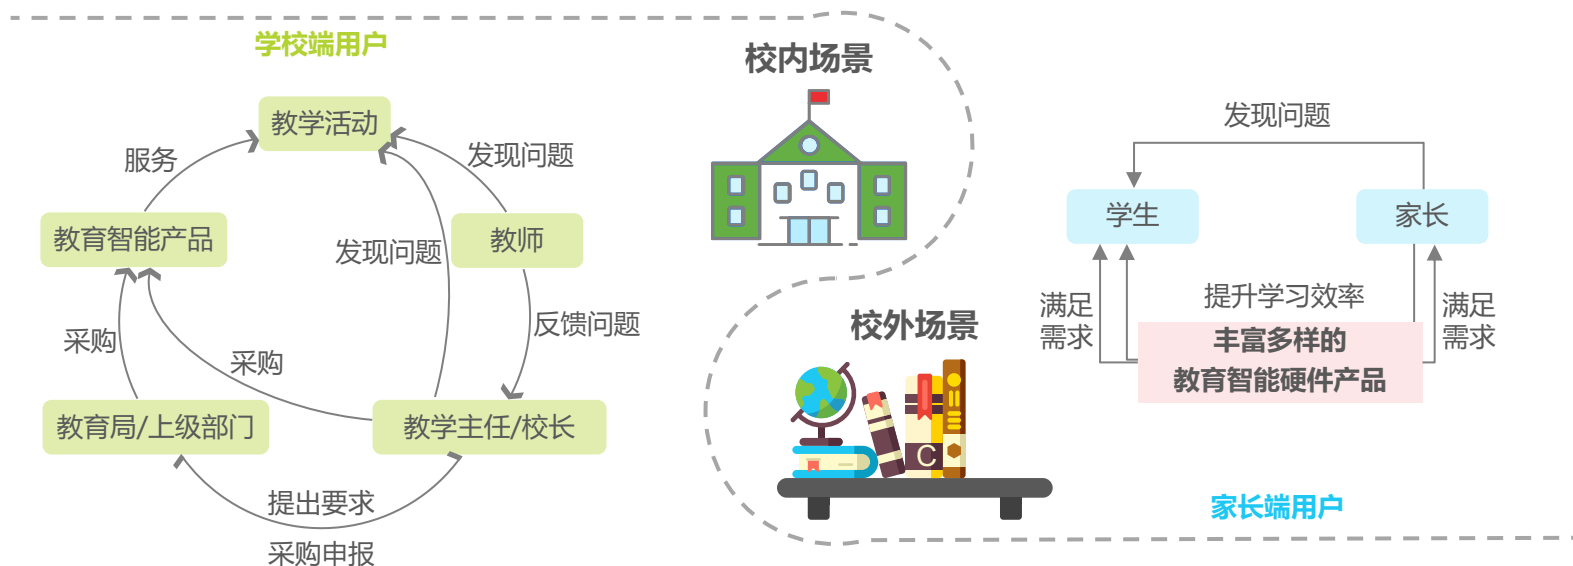 学校端用户
校内场景
教学活动
发现问题
服务
发现问题
教育智能产品
发现问题
教师
学生
家长
采购
采购
反馈问题
校外场景
满足
需求
提升学习效率
满足
需求
丰富多样的
教育智能硬件产品
教育局/上级部门
教学主任/校长
C
提出要求
采购申报
家长端用户